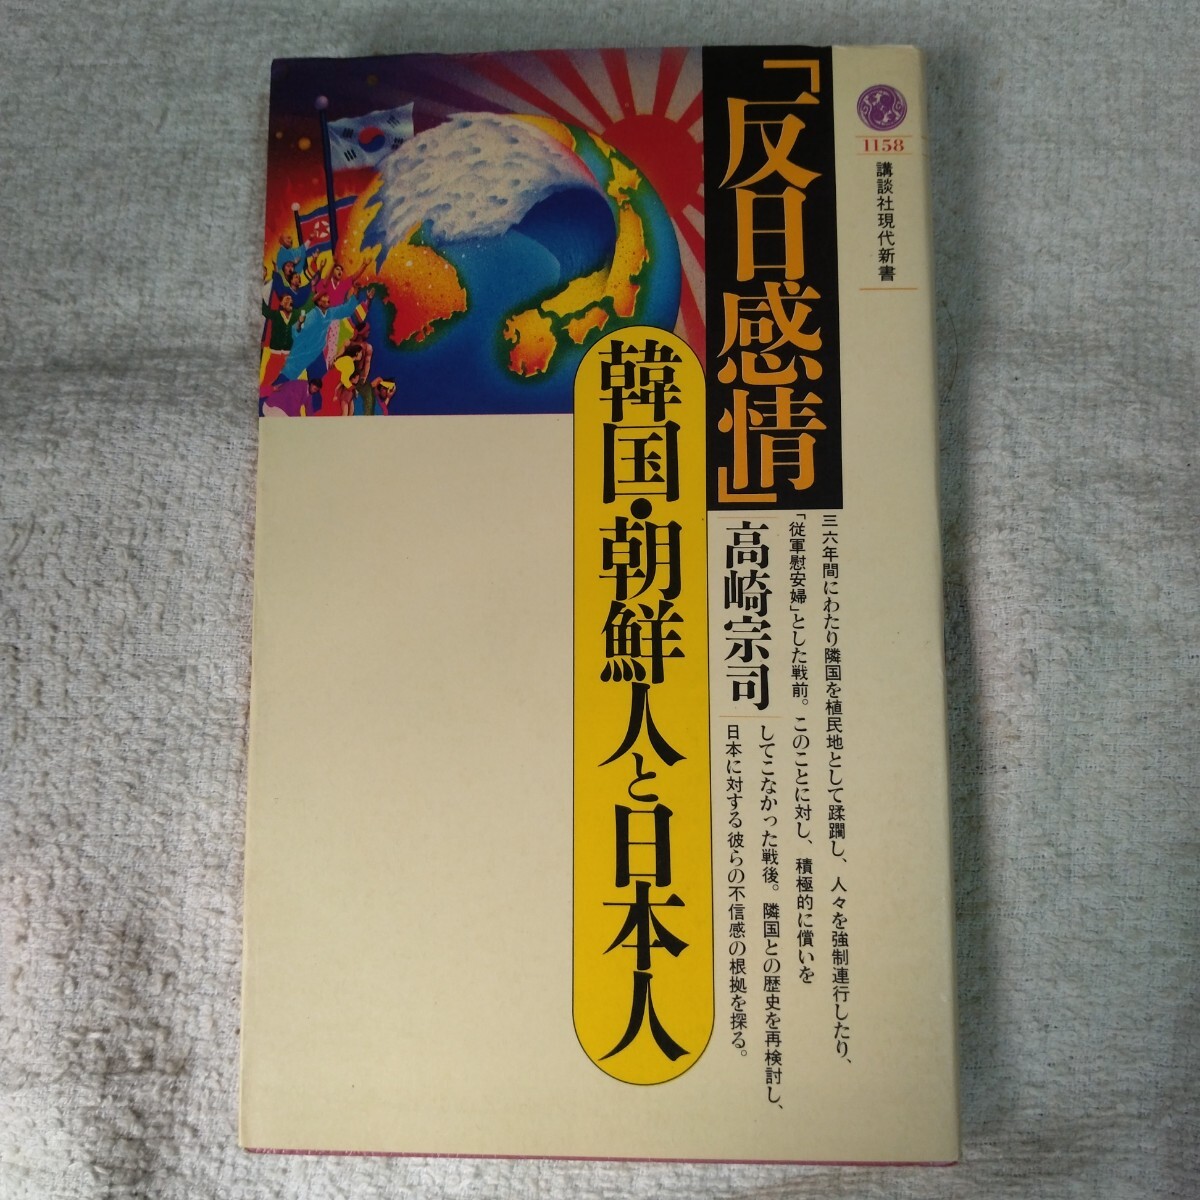 1158
講談社現代新書
「反日感情」
韓国・朝鮮人と日本人
高崎宗司
三六年間にわたり隣国を植民地として蹂躙し、人々を強制連行したり、
「従軍慰安婦」とした戦前。このことに対し、積極的に償いを
してこなかった戦後。隣国との歴史を再検討し、
日本に対する彼らの不信感の根拠を探る。